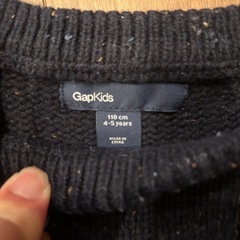 GapKids
110 cm
4-5 years
MADE IN
CHINA